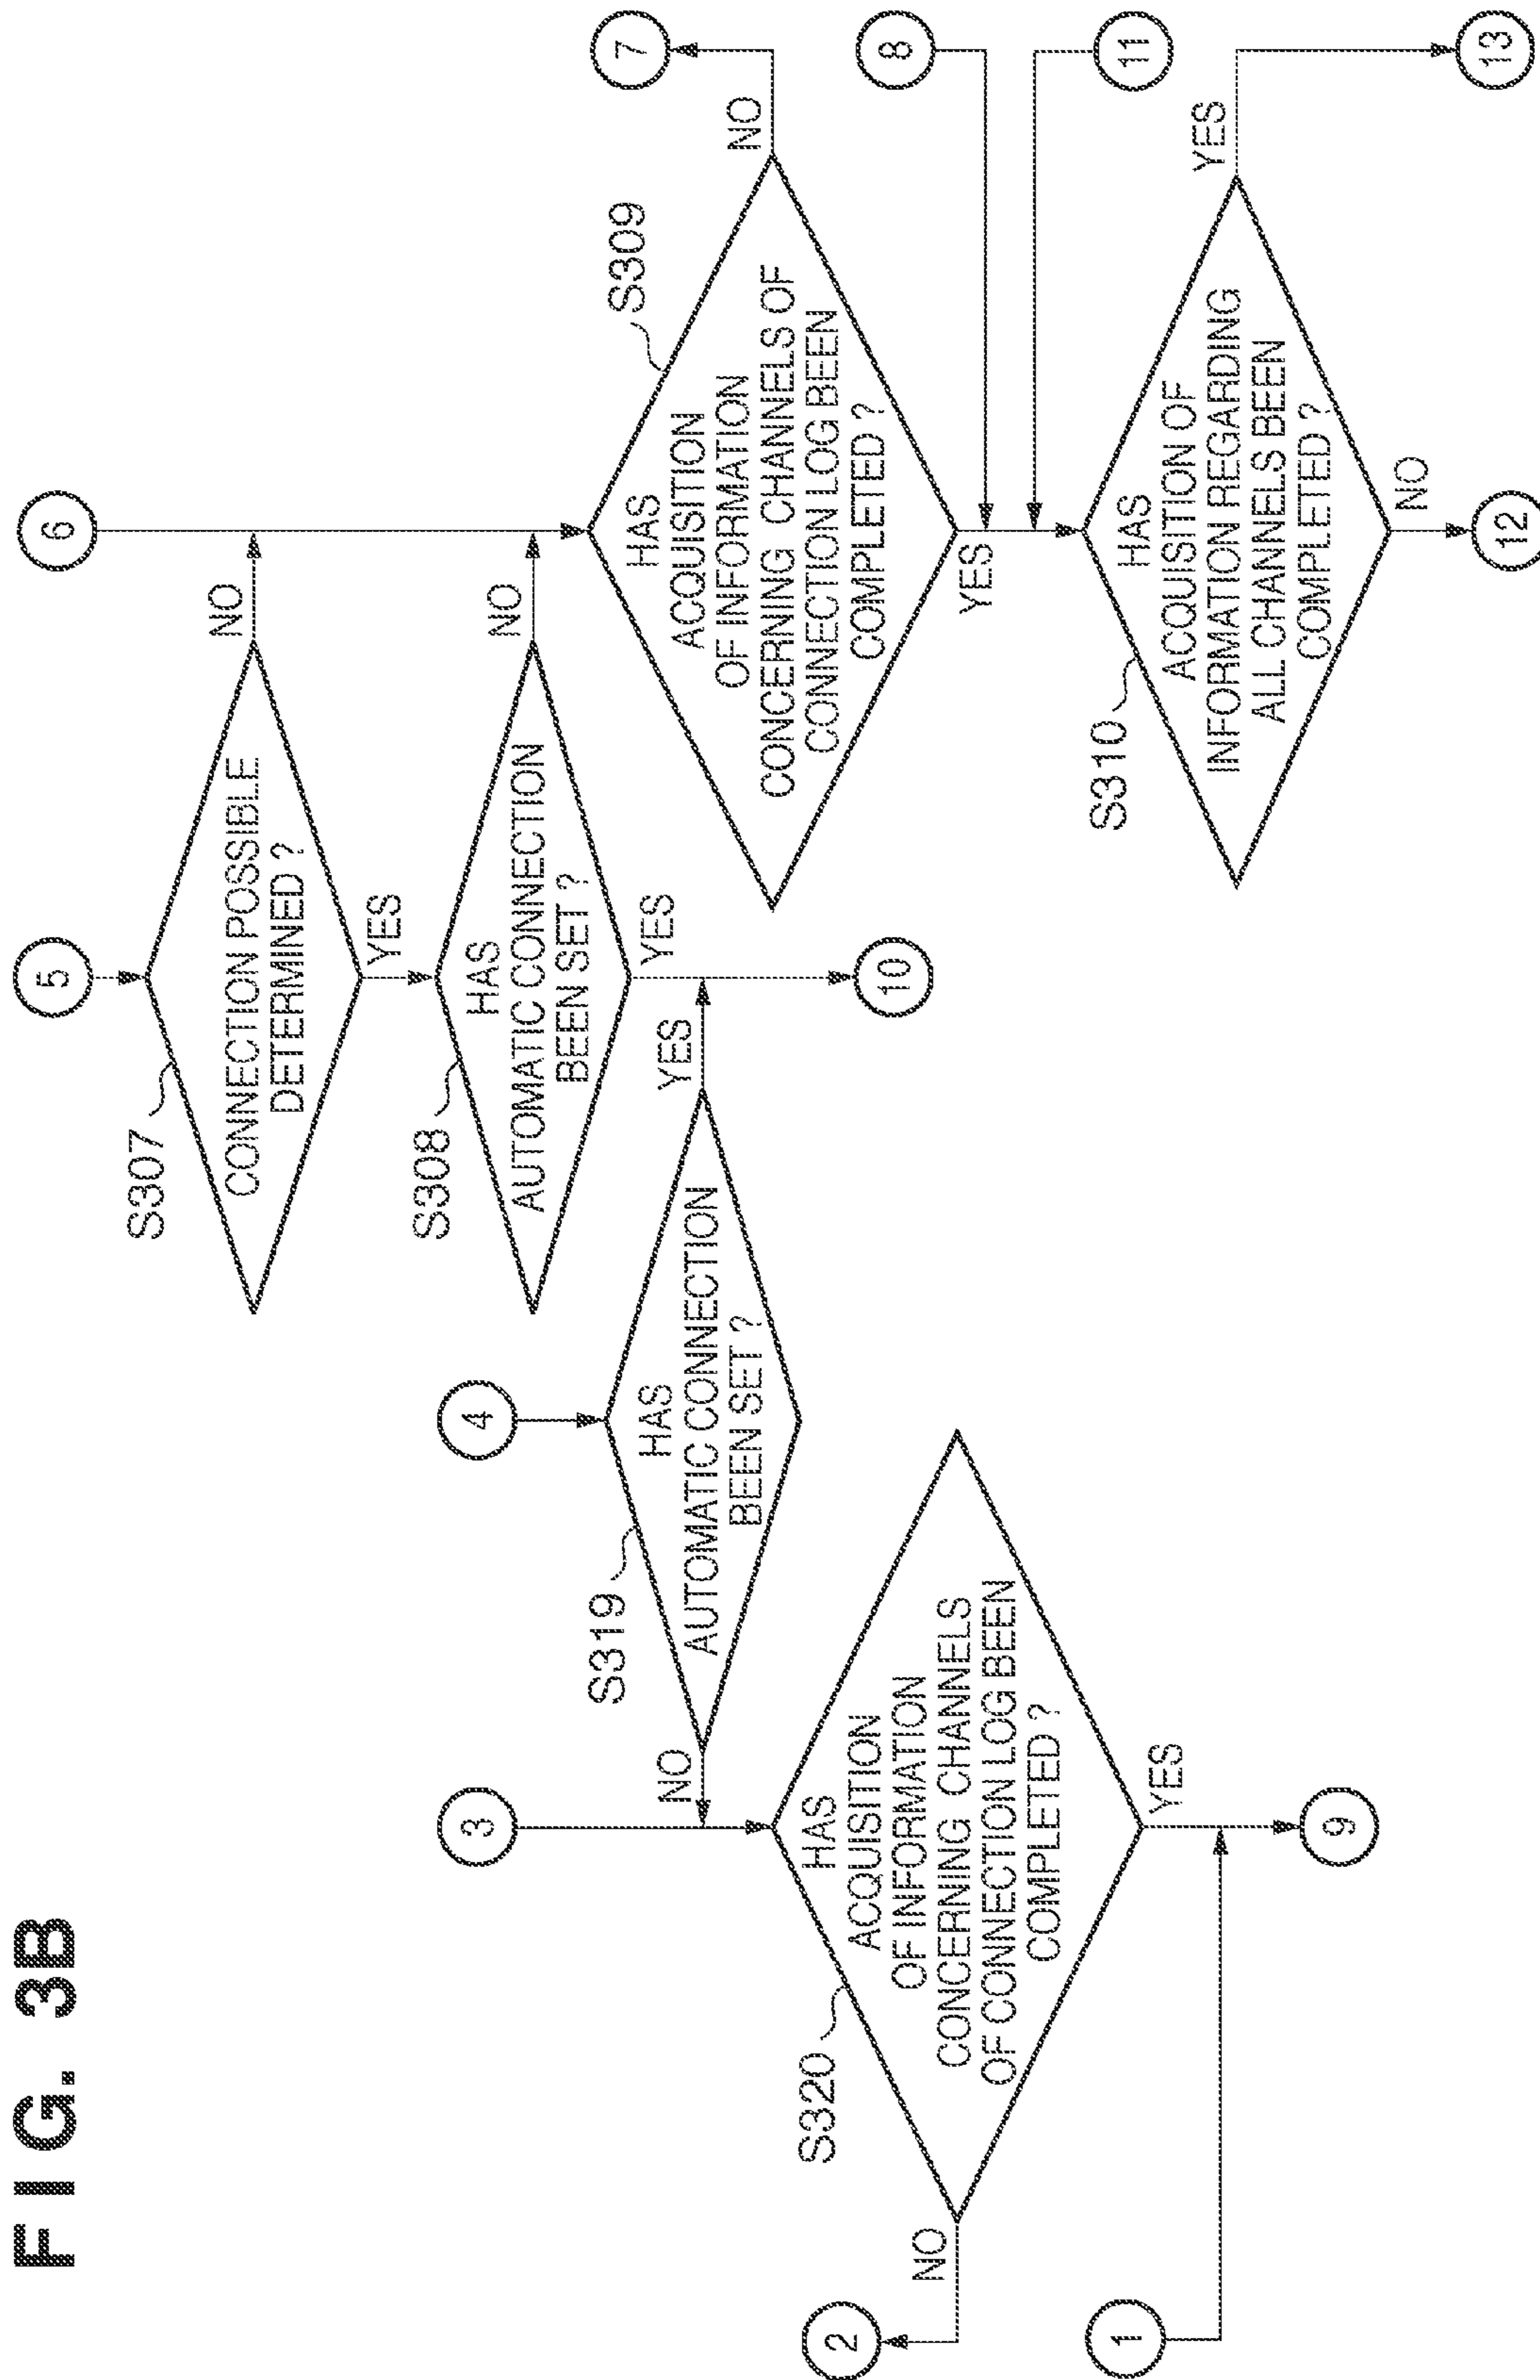 FIG. 3B
5
6
S307
CONNECTION POSSIBLE
DETERMINED ?
NO
YES
3
4
S308
HAS
AUTOMATIC CONNECTION
BEEN SET ?
NO
YES
7
S319
HAS
AUTOMATIC CONNECTION
BEEN SET ?
NO
YES
10
S309
HAS
ACQUISITION
OF INFORMATION
CONCERNING CHANNELS OF
CONNECTION LOG BEEN
COMPLETED ?
NO
YES
8
S320
HAS
ACQUISITION
OF INFORMATION
CONCERNING CHANNELS
OF CONNECTION LOG BEEN
COMPLETED ?
NO
YES
2
1
9
11
S310
HAS
ACQUISITION OF
INFORMATION REGARDING
ALL CHANNELS BEEN
COMPLETED ?
YES
NO
12
13